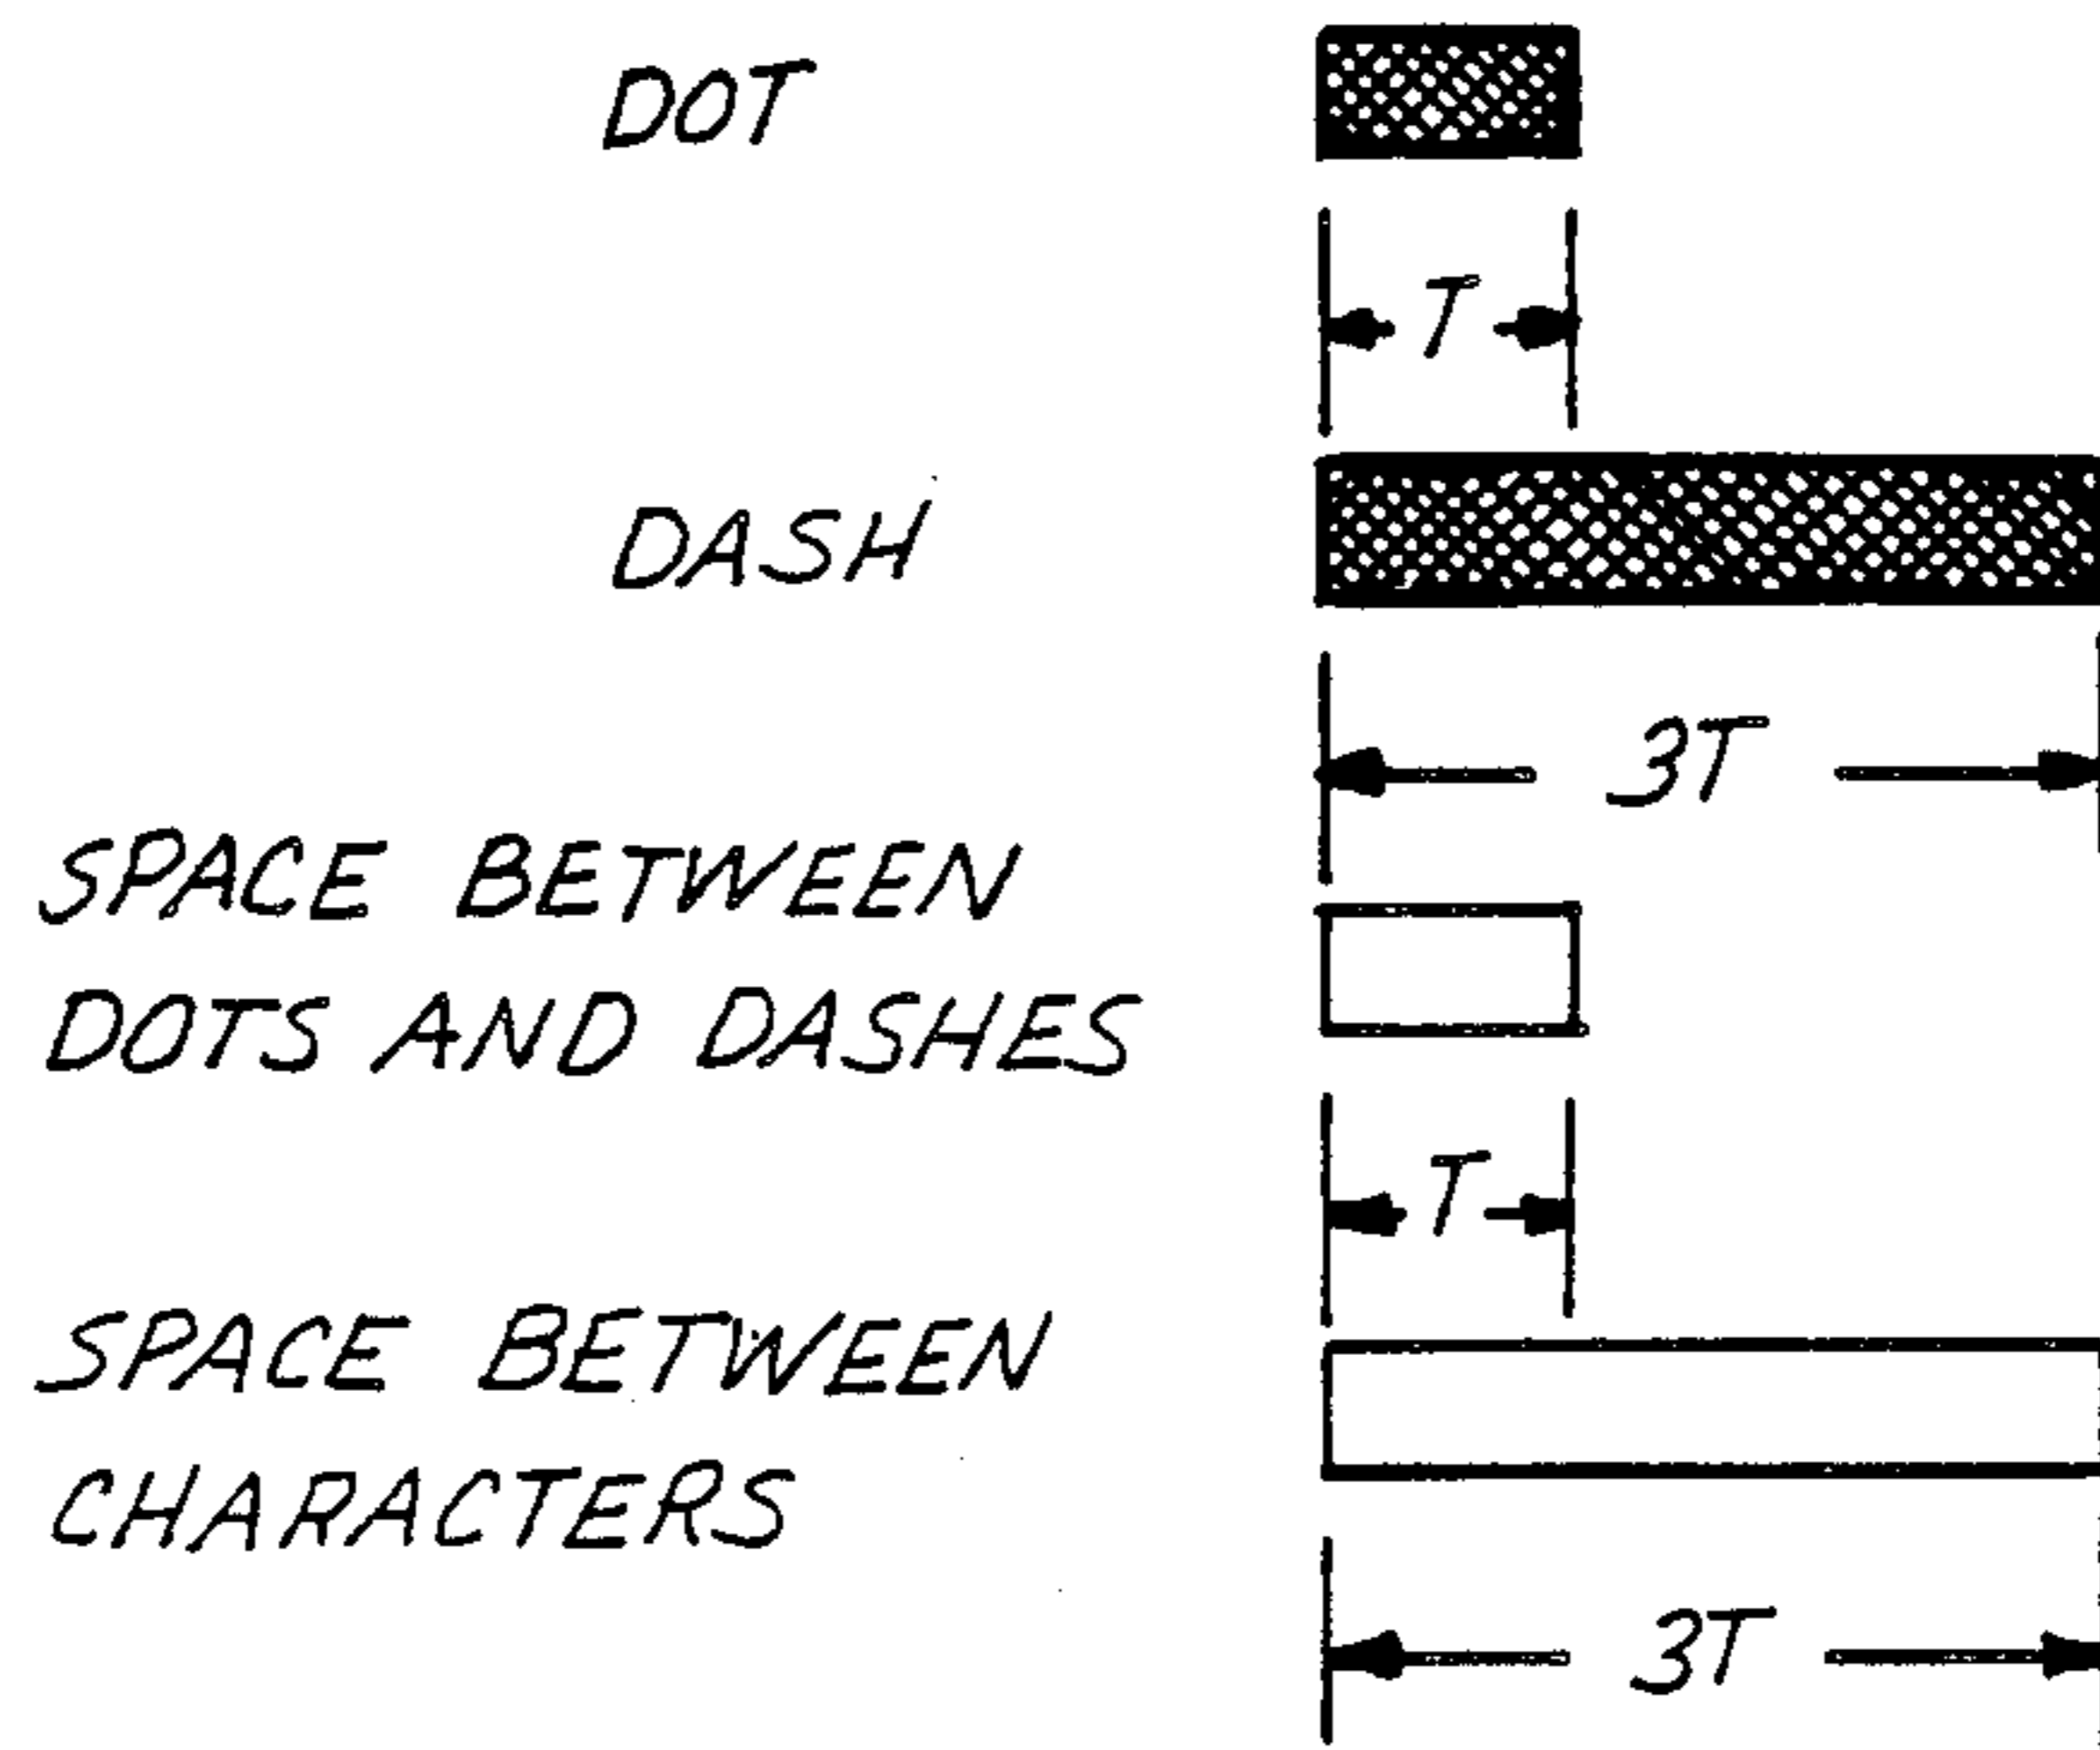 DOT
T
DASH
3T
SPACE BETWEEN
DOTS AND DASHES
T
SPACE BETWEEN
CHARACTERS
3T